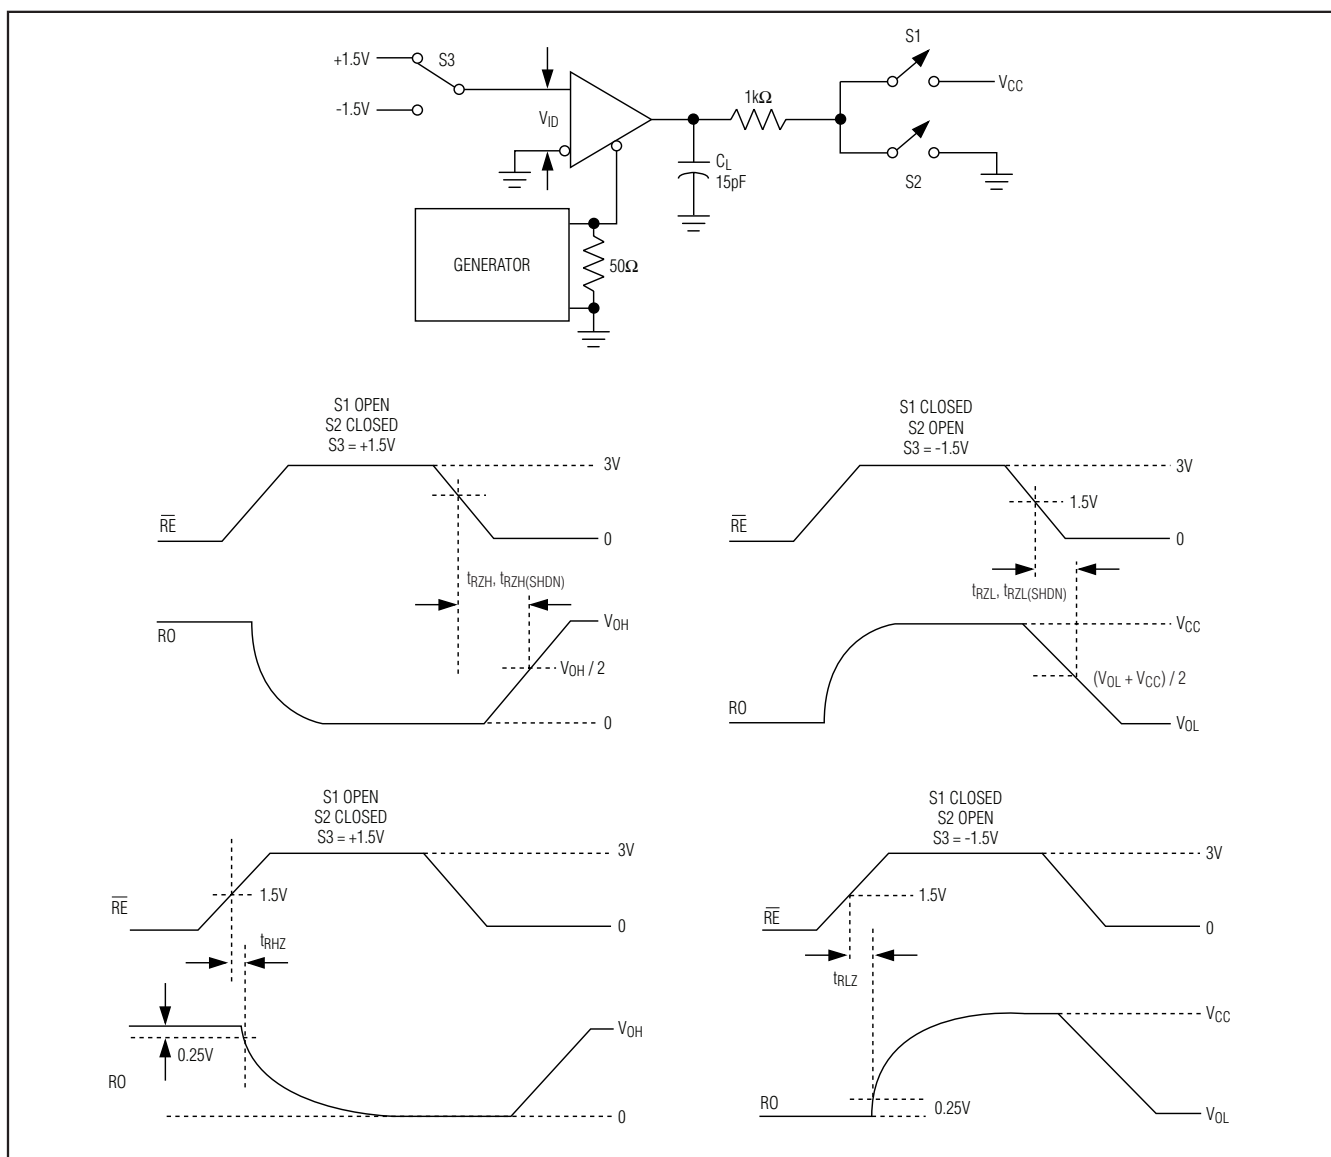 +1.5V
S3
-1.5V
V_ID
S1
1kΩ
V_CC
C_L
15pF
S2
GENERATOR
50Ω
S1 OPEN
S2 CLOSED
S3 = +1.5V
3V
R̅E̅
0
t_RZH, t_RZH(SHDN)
RO
V_OH
V_OH / 2
0
S1 CLOSED
S2 OPEN
S3 = -1.5V
3V
1.5V
R̅E̅
0
t_RZL, t_RZL(SHDN)
V_CC
(V_OL + V_CC) / 2
RO
V_OL
S1 OPEN
S2 CLOSED
S3 = +1.5V
3V
1.5V
R̅E̅
0
t_RHZ
V_OH
0.25V
RO
0
S1 CLOSED
S2 OPEN
S3 = -1.5V
3V
1.5V
R̅E̅
0
t_RLZ
V_CC
RO
0.25V
V_OL